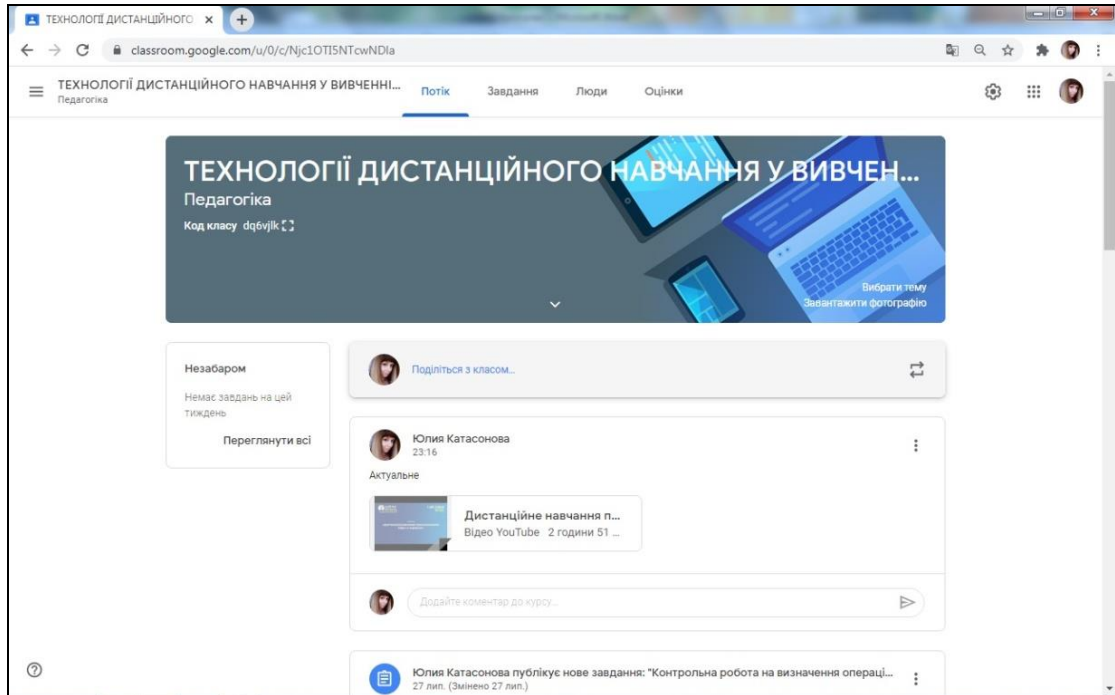 ТЕХНОЛОГІЇ ДИСТАНЦІЙНОГО
classroom.google.com/u/0/c/Njc1OTI5NTcwNDla
ТЕХНОЛОГІЇ ДИСТАНЦІЙНОГО НАВЧАННЯ У ВИВЧЕННІ...
Педагогіка
Потік Завдання Люди Оцінки
ТЕХНОЛОГІЇ ДИСТАНЦІЙНОГО НАВЧАННЯ У ВИВЧЕН...
Педагогіка
Код класу dq6vjlk
Вибрати тему
Завантажити фотографію
Незабаром
Немає завдань на цей
тиждень
Переглянути всі
Поділіться з класом...
Юлия Катасонова
23:16
Актуальне
Дистанційне навчання п...
Відео YouTube 2 години 51 ...
Додайте коментар до курсу...
Юлия Катасонова публікує нове завдання: "Контрольна робота на визначення операці...
27 лип. (Змінено 27 лип.)